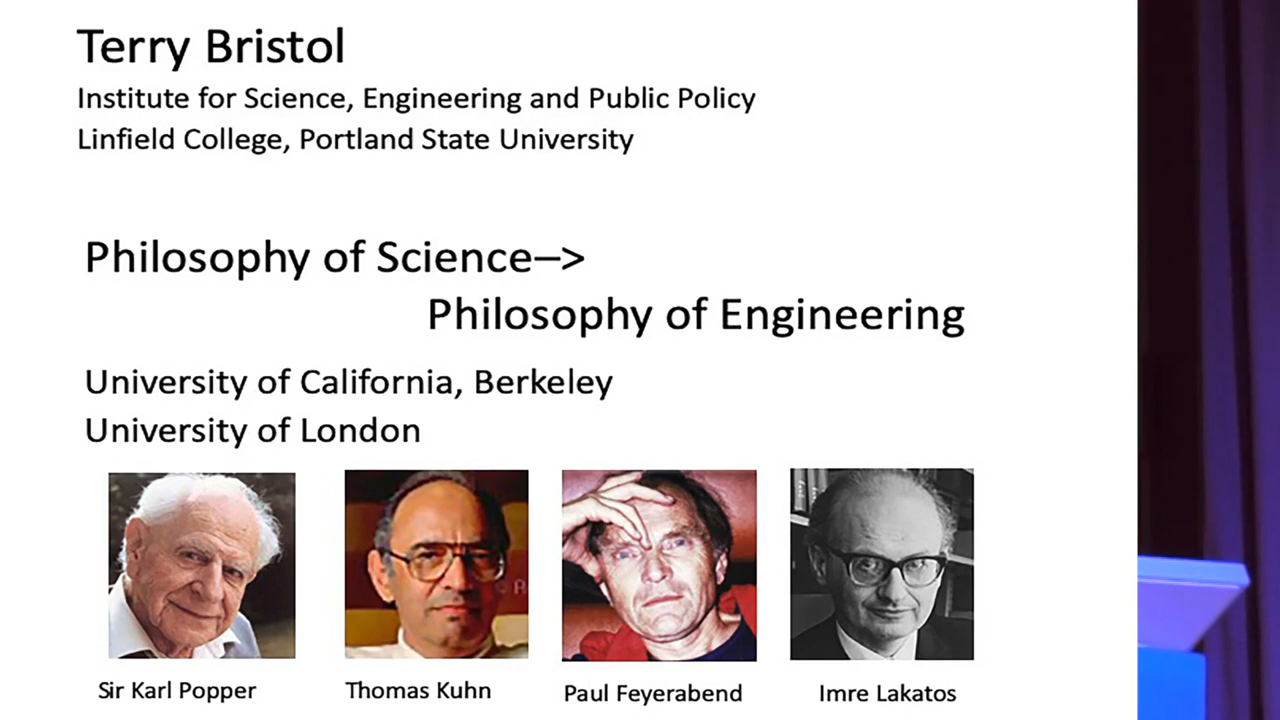 Terry Bristol
Institute for Science, Engineering and Public Policy
Linfield College, Portland State University
Philosophy of Science–>
Philosophy of Engineering
University of California, Berkeley
University of London
Sir Karl Popper
Thomas Kuhn
Paul Feyerabend
Imre Lakatos